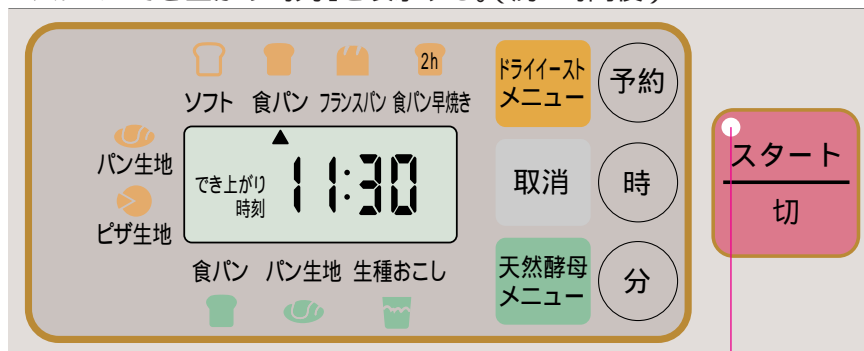 ソフト 食パン フランスパン 食パン早焼き
2h
パン生地
ピザ生地
でき上がり
時刻
11:30
食パン パン生地 生種おこし
ドライイースト
メニュー
予約
取消
時
天然酵母
メニュー
分
スタート
切